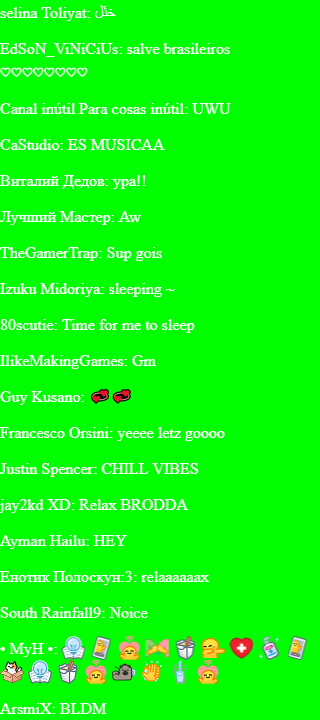 selina Toliyat:
EdSoN_ViNiCiUs: salve brasileiros
♡♡♡♡♡♡♡♡
Canal inútil Para cosas inútil: UWU
CaStudio: ES MUSICAA
Виталий Дедов: ура!!
Лучший Мастер: Aw
TheGamerTrap: Sup gois
Izuku Midoriya: sleeping ~
80scutie: Time for me to sleep
IlikeMakingGames: Gm
Guy Kusano:
Francesco Orsini: yeeee letz goooo
Justin Spencer: CHILL VIBES
jay2kd XD: Relax BRODDA
Ayman Hailu: HEY
Енотик Полоскун:3: relaaaaaax
South Rainfall9: Noice
• MyH •:
ArsmiX: BLDM